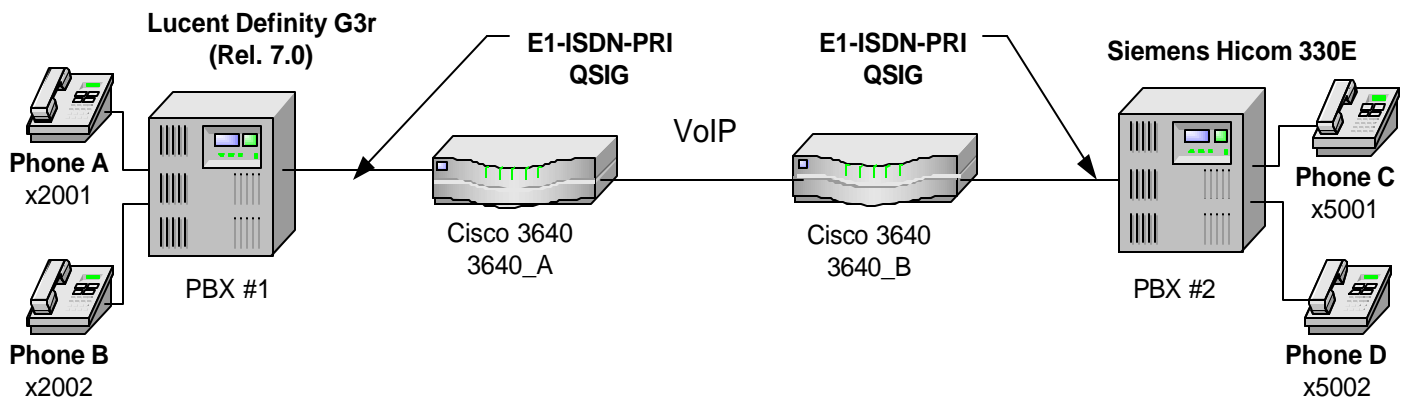 Lucent Definity G3r
(Rel. 7.0)
E1-ISDN-PRI
QSIG
E1-ISDN-PRI
QSIG
Siemens Hicom 330E
Phone A
x2001
VoIP
Phone C
x5001
Cisco 3640
3640_A
Cisco 3640
3640_B
PBX #1
PBX #2
Phone B
x2002
Phone D
x5002